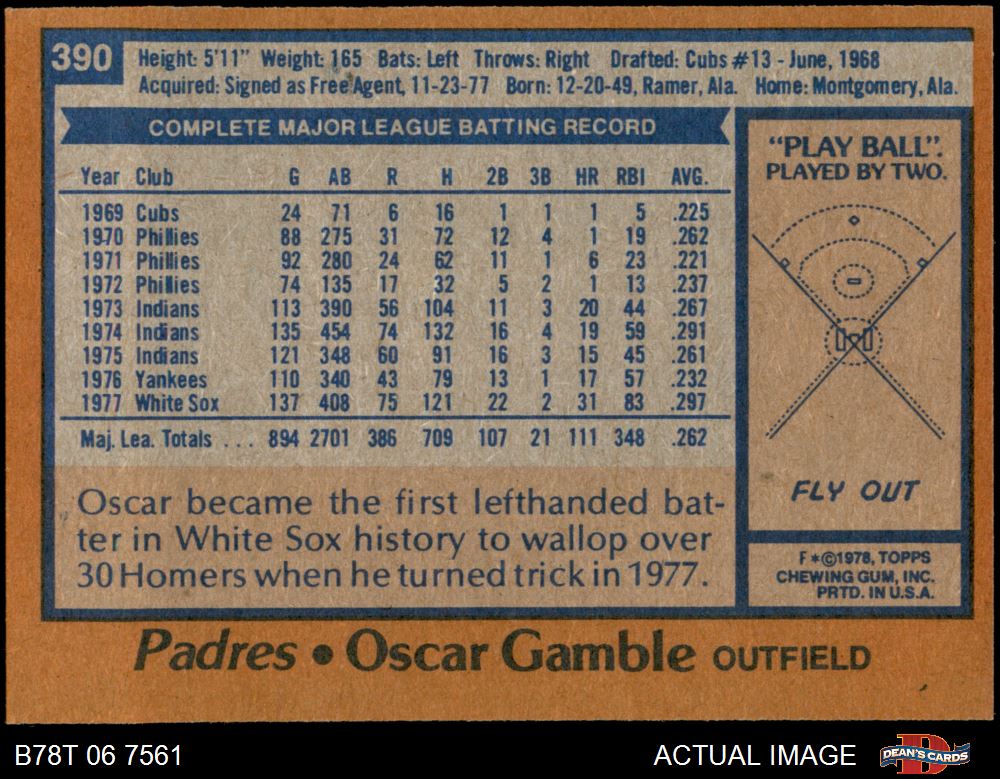 390
Height: 5'11" Weight: 165 Bats: Left Throws: Right Drafted: Cubs #13 - June, 1968
Acquired: Signed as Free Agent, 11-23-77 Born: 12-20-49, Ramer, Ala. Home: Montgomery, Ala.
COMPLETE MAJOR LEAGUE BATTING RECORD
Year Club G AB R H 2B 3B HR RBI AVG.
1969 Cubs 24 71 6 16 1 1 1 5 .225
1970 Phillies 88 275 31 72 12 4 1 19 .262
1971 Phillies 92 280 24 62 11 1 6 23 .221
1972 Phillies 74 135 17 32 5 2 1 13 .237
1973 Indians 113 390 56 104 11 3 20 44 .267
1974 Indians 135 454 74 132 16 4 19 59 .291
1975 Indians 121 348 60 91 16 3 15 45 .261
1976 Yankees 110 340 43 79 13 1 17 57 .232
1977 White Sox 137 408 75 121 22 2 31 83 .297
Maj. Lea. Totals . . . 894 2701 386 709 107 21 111 348 .262
Oscar became the first lefthanded bat-
ter in White Sox history to wallop over
30 Homers when he turned trick in 1977.
"PLAY BALL".
PLAYED BY TWO.
FLY OUT
F*©1978, TOPPS
CHEWING GUM, INC.
PRTD. IN U.S.A.
Padres • Oscar Gamble OUTFIELD
B78T 06 7561
ACTUAL IMAGE
DEAN'S CARDS